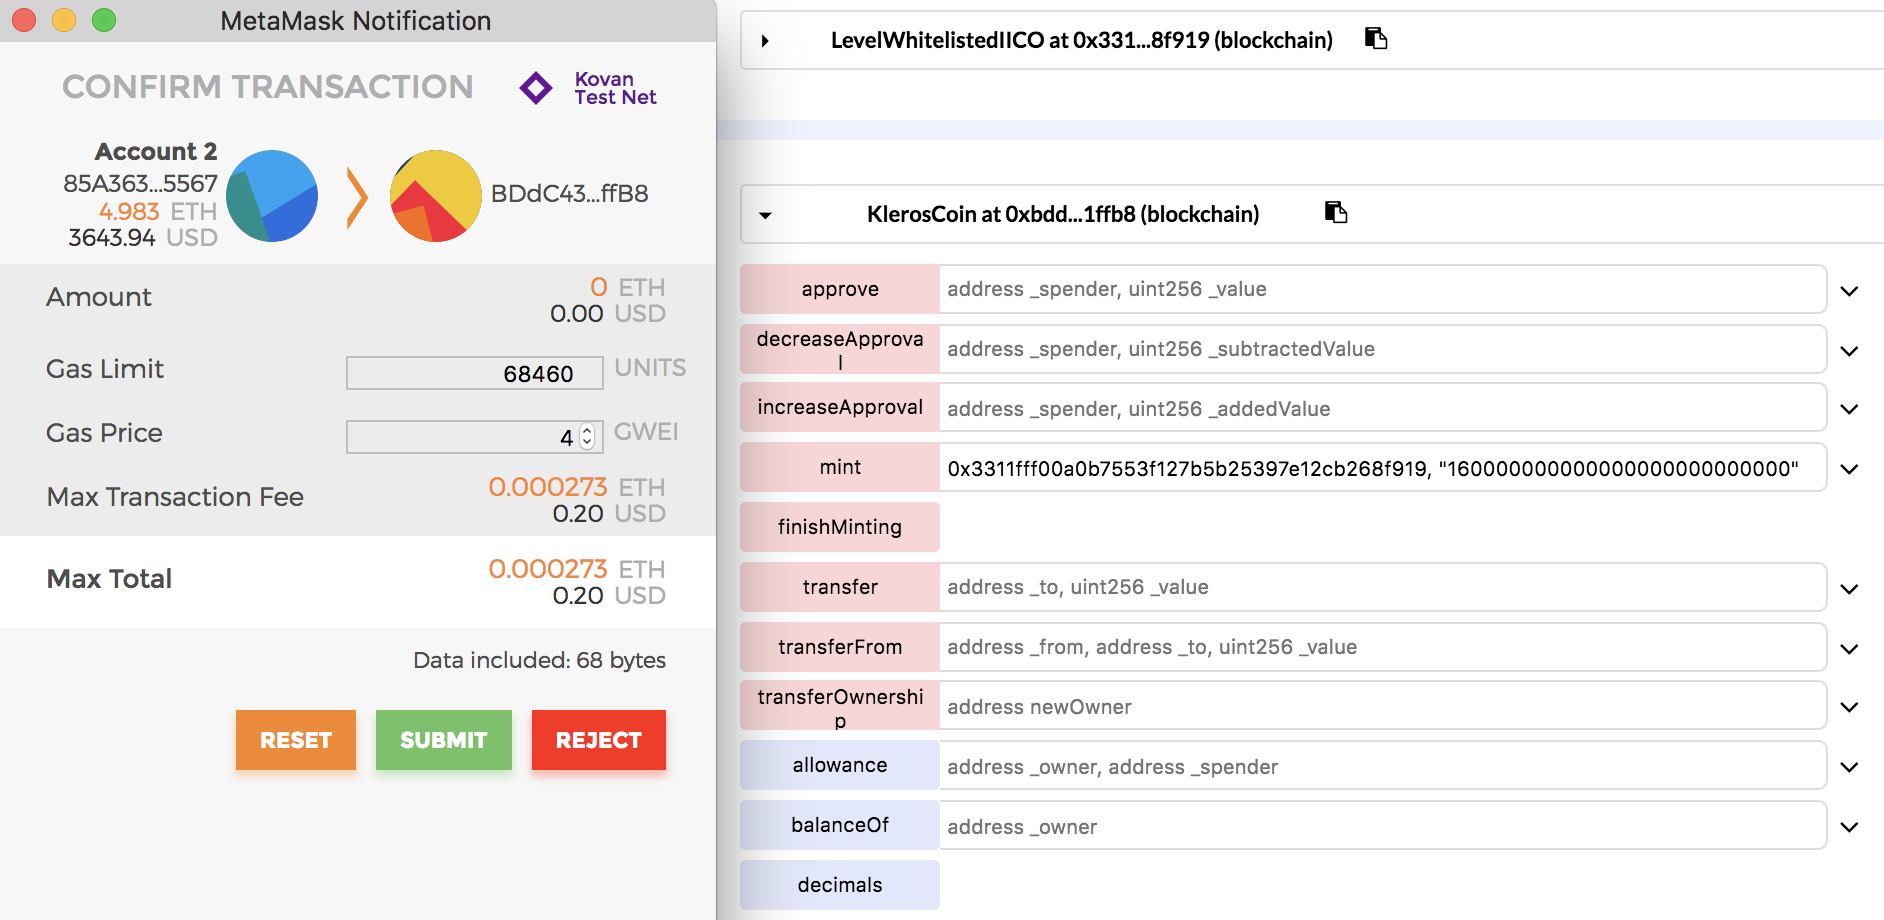 MetaMask Notification
CONFIRM TRANSACTION
Kovan
Test Net
Account 2
85A363...5567
4.983 ETH
3643.94 USD
BDdC43...ffB8
Amount
0 ETH
0.00 USD
Gas Limit
68460 UNITS
Gas Price
4 GWEI
Max Transaction Fee
0.000273 ETH
0.20 USD
Max Total
0.000273 ETH
0.20 USD
Data included: 68 bytes
RESET SUBMIT REJECT
LevelWhitelistedIICO at 0x331...8f919 (blockchain)
KlerosCoin at 0xbdd...1ffb8 (blockchain)
approve address _spender, uint256 _value
decreaseApprova
l
address _spender, uint256 _subtractedValue
increaseApproval address _spender, uint256 _addedValue
mint 0x3311fff00a0b7553f127b5b25397e12cb268f919, "160000000000000000000000000"
finishMinting
transfer address _to, uint256 _value
transferFrom address _from, address _to, uint256 _value
transferOwnershi
p
address newOwner
allowance address _owner, address _spender
balanceOf address _owner
decimals